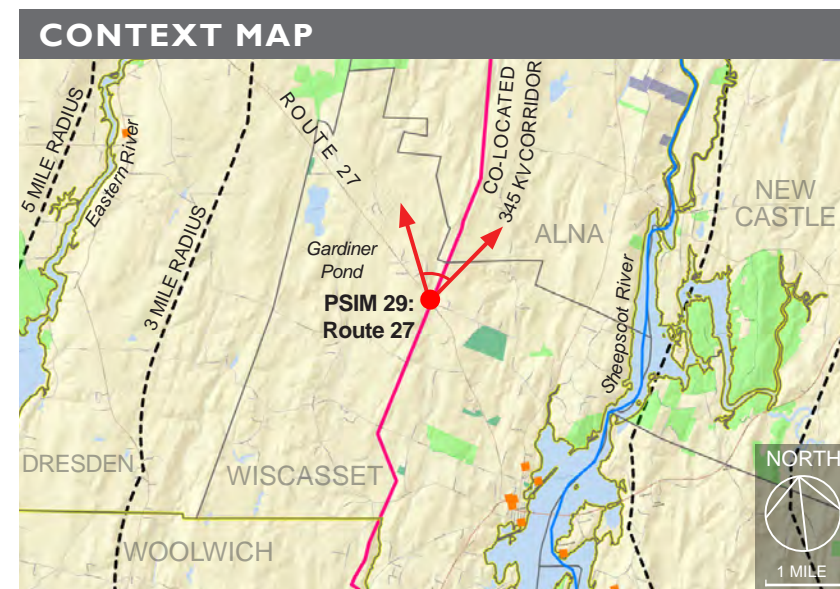 CONTEXT MAP
5 MILE RADIUS
Eastern River
3 MILE RADIUS
ROUTE 27
CO-LOCATED
345 KV CORRIDOR
NEW
CASTLE
ALNA
Gardiner
Pond
PSIM 29:
Route 27
Sheepscot River
DRESDEN
WISCASSET
WOOLWICH
NORTH
1 MILE